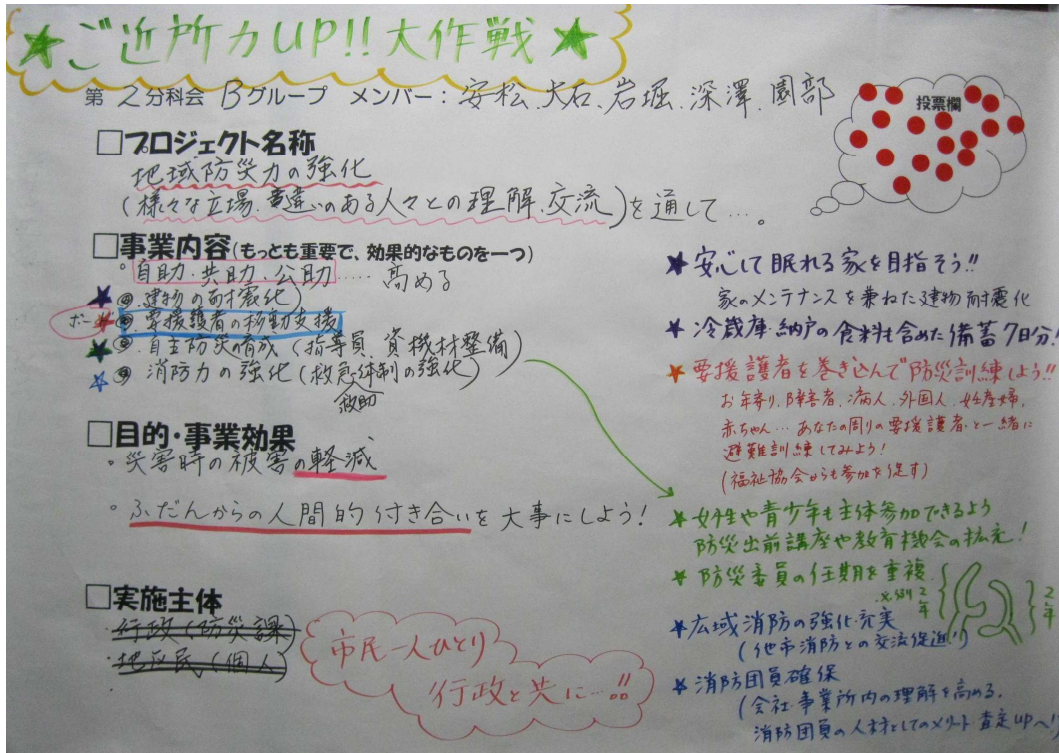 ★ご近所力UP!!大作戦★
第2分科会 Bグループ メンバー：安松、大石、岩堀、深澤、園部
投票欄
□プロジェクト名称
地域防災力の強化
(様々な立場、違いのある人々との理解、交流)を通して…。
□事業内容(もっとも重要で、効果的なものを一つ)
。自助・共助・公助……高める
★◎建物の耐震化
★◎要援護者の移動支援
★◎自主防災の育成(指導員、資機材整備)
☆◎消防力の強化(救急体制の強化)
救助
□目的・事業効果
・災害時の被害の軽減
。ふだんからの人間的付き合いを大事にしよう!
□実施主体
行政(防災課)
・地区民(個人)
市民一人ひとり
行政と共に…!!
★安心して眠れる家を目指そう!!
家のメンテナンスを兼ねた建物耐震化
★冷蔵庫・納戸の食料も含めた備蓄7日分!
★要援護者を巻き込んで防災訓練しよう!!
お年寄り、障害者、病人、外国人、妊産婦、
赤ちゃん…あなたの周りの要援護者と一緒に
避難訓練してみよう!
(福祉協会からも参加を促す)
★女性や青少年も主体参加できるよう
防災出前講座や教育機会の拡充!
★防災委員の任期を重複
2年
2年
★広域消防の強化・充実
(他市消防との交流促進!!)
★消防団員確保
(会社・事業所内の理解を高める、
消防団員の人材としてのメリット・査定UPへ!!